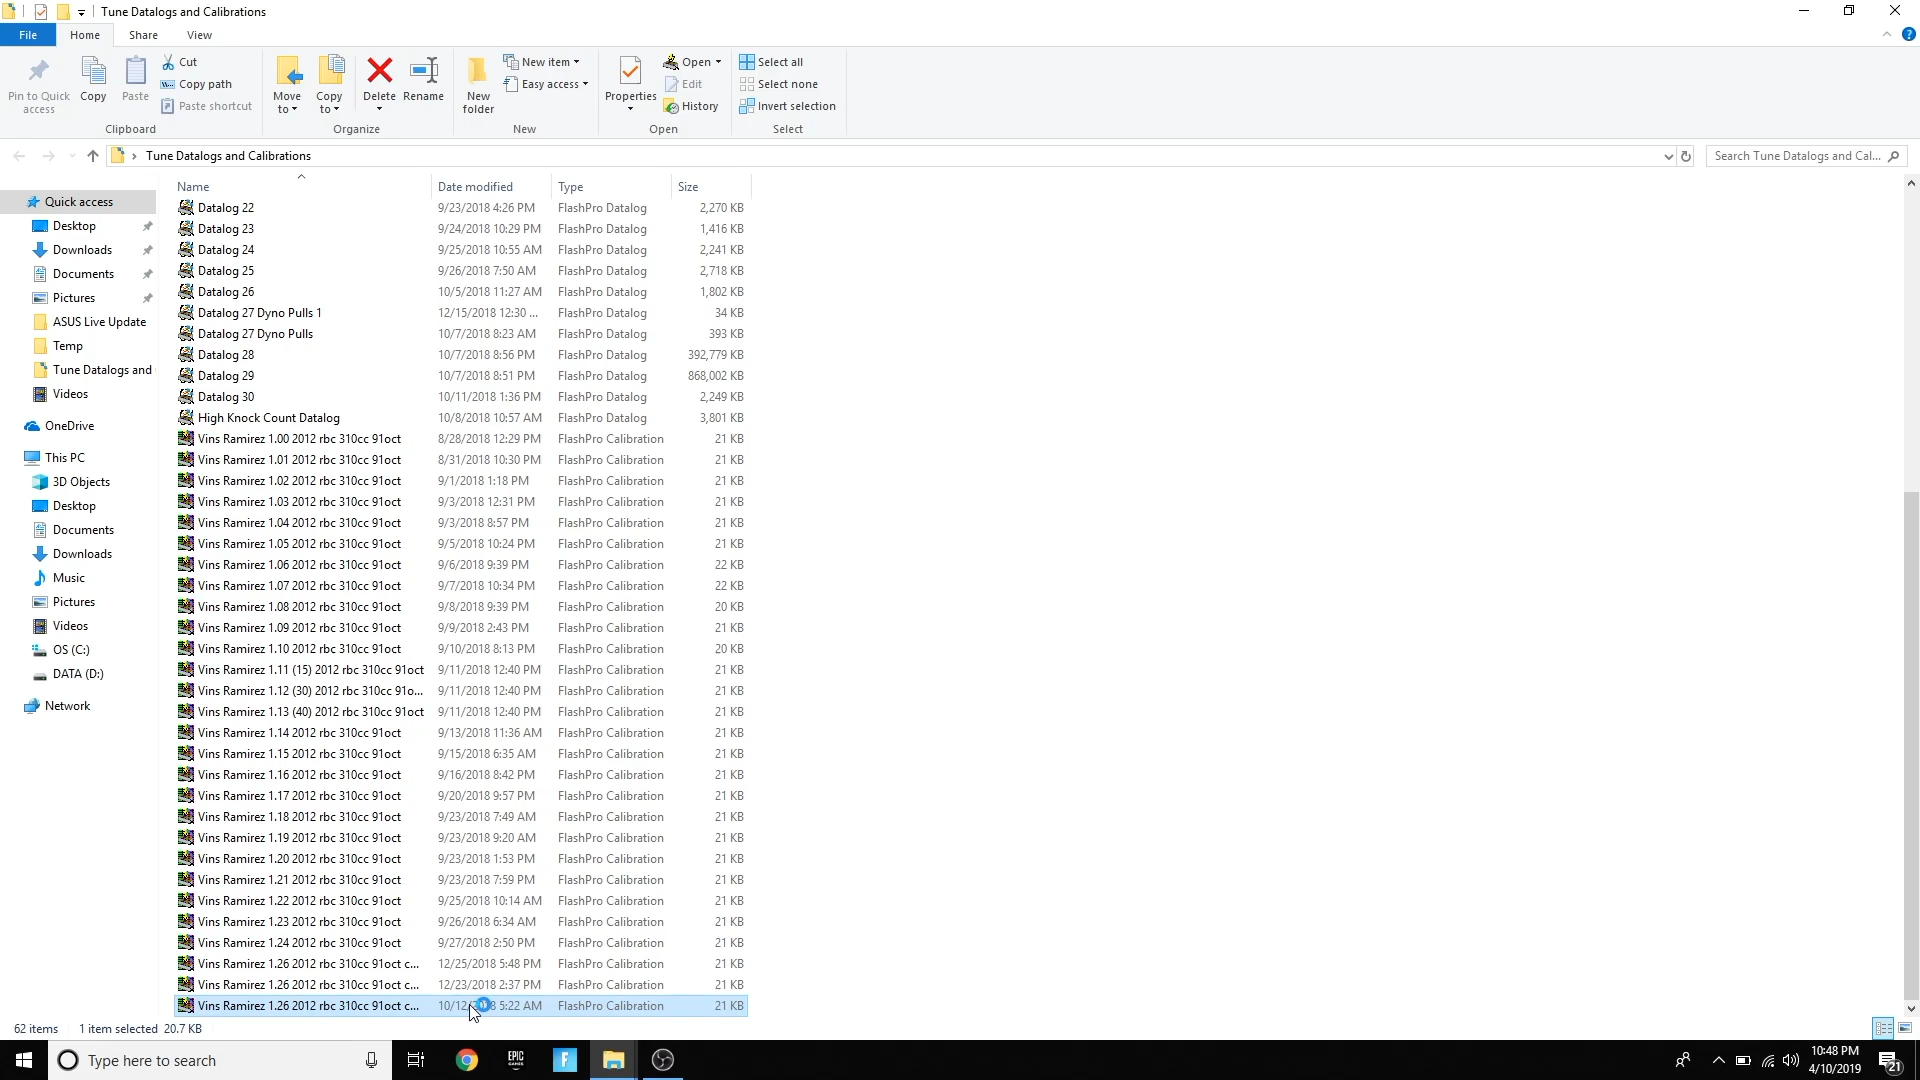 Tune Datalogs and Calibrations
File Home Share View
Pin to Quick access
Copy
Paste
Cut
Copy path
Paste shortcut
Clipboard
Move to
Copy to
Delete
Rename
Organize
New folder
New item
Easy access
New
Properties
Open
Edit
History
Open
Select all
Select none
Invert selection
Select
Tune Datalogs and Calibrations
Search Tune Datalogs and Cal...
Quick access
Desktop
Downloads
Documents
Pictures
ASUS Live Update
Temp
Tune Datalogs and
Videos
OneDrive
This PC
3D Objects
Desktop
Documents
Downloads
Music
Pictures
Videos
OS (C:)
DATA (D:)
Network
Name Date modified Type Size
Datalog 22 9/23/2018 4:26 PM FlashPro Datalog 2,270 KB
Datalog 23 9/24/2018 10:29 PM FlashPro Datalog 1,416 KB
Datalog 24 9/25/2018 10:55 AM FlashPro Datalog 2,241 KB
Datalog 25 9/26/2018 7:50 AM FlashPro Datalog 2,718 KB
Datalog 26 10/5/2018 11:27 AM FlashPro Datalog 1,802 KB
Datalog 27 Dyno Pulls 1 12/15/2018 12:30 ... FlashPro Datalog 34 KB
Datalog 27 Dyno Pulls 10/7/2018 8:23 AM FlashPro Datalog 393 KB
Datalog 28 10/7/2018 8:56 PM FlashPro Datalog 392,779 KB
Datalog 29 10/7/2018 8:51 PM FlashPro Datalog 868,002 KB
Datalog 30 10/11/2018 1:36 PM FlashPro Datalog 2,249 KB
High Knock Count Datalog 10/8/2018 10:57 AM FlashPro Datalog 3,801 KB
Vins Ramirez 1.00 2012 rbc 310cc 91oct 8/28/2018 12:29 PM FlashPro Calibration 21 KB
Vins Ramirez 1.01 2012 rbc 310cc 91oct 8/31/2018 10:30 PM FlashPro Calibration 21 KB
Vins Ramirez 1.02 2012 rbc 310cc 91oct 9/1/2018 1:18 PM FlashPro Calibration 21 KB
Vins Ramirez 1.03 2012 rbc 310cc 91oct 9/3/2018 12:31 PM FlashPro Calibration 21 KB
Vins Ramirez 1.04 2012 rbc 310cc 91oct 9/3/2018 8:57 PM FlashPro Calibration 21 KB
Vins Ramirez 1.05 2012 rbc 310cc 91oct 9/5/2018 10:24 PM FlashPro Calibration 21 KB
Vins Ramirez 1.06 2012 rbc 310cc 91oct 9/6/2018 9:39 PM FlashPro Calibration 22 KB
Vins Ramirez 1.07 2012 rbc 310cc 91oct 9/7/2018 10:34 PM FlashPro Calibration 22 KB
Vins Ramirez 1.08 2012 rbc 310cc 91oct 9/8/2018 9:39 PM FlashPro Calibration 20 KB
Vins Ramirez 1.09 2012 rbc 310cc 91oct 9/9/2018 2:43 PM FlashPro Calibration 21 KB
Vins Ramirez 1.10 2012 rbc 310cc 91oct 9/10/2018 8:13 PM FlashPro Calibration 20 KB
Vins Ramirez 1.11 (15) 2012 rbc 310cc 91oct 9/11/2018 12:40 PM FlashPro Calibration 21 KB
Vins Ramirez 1.12 (30) 2012 rbc 310cc 91o... 9/11/2018 12:40 PM FlashPro Calibration 21 KB
Vins Ramirez 1.13 (40) 2012 rbc 310cc 91oct 9/11/2018 12:40 PM FlashPro Calibration 21 KB
Vins Ramirez 1.14 2012 rbc 310cc 91oct 9/13/2018 11:36 AM FlashPro Calibration 21 KB
Vins Ramirez 1.15 2012 rbc 310cc 91oct 9/15/2018 6:35 AM FlashPro Calibration 21 KB
Vins Ramirez 1.16 2012 rbc 310cc 91oct 9/16/2018 8:42 PM FlashPro Calibration 21 KB
Vins Ramirez 1.17 2012 rbc 310cc 91oct 9/20/2018 9:57 PM FlashPro Calibration 21 KB
Vins Ramirez 1.18 2012 rbc 310cc 91oct 9/23/2018 7:49 AM FlashPro Calibration 21 KB
Vins Ramirez 1.19 2012 rbc 310cc 91oct 9/23/2018 9:20 AM FlashPro Calibration 21 KB
Vins Ramirez 1.20 2012 rbc 310cc 91oct 9/23/2018 1:53 PM FlashPro Calibration 21 KB
Vins Ramirez 1.21 2012 rbc 310cc 91oct 9/23/2018 7:59 PM FlashPro Calibration 21 KB
Vins Ramirez 1.22 2012 rbc 310cc 91oct 9/25/2018 10:14 AM FlashPro Calibration 21 KB
Vins Ramirez 1.23 2012 rbc 310cc 91oct 9/26/2018 6:34 AM FlashPro Calibration 21 KB
Vins Ramirez 1.24 2012 rbc 310cc 91oct 9/27/2018 2:50 PM FlashPro Calibration 21 KB
Vins Ramirez 1.26 2012 rbc 310cc 91oct c... 12/25/2018 5:48 PM FlashPro Calibration 21 KB
Vins Ramirez 1.26 2012 rbc 310cc 91oct c... 12/23/2018 2:37 PM FlashPro Calibration 21 KB
Vins Ramirez 1.26 2012 rbc 310cc 91oct c... 5:22 AM FlashPro Calibration 21 KB
62 items 1 item selected 20.7 KB
Type here to search
EPIC GAMES
10:48 PM
4/10/2019
21